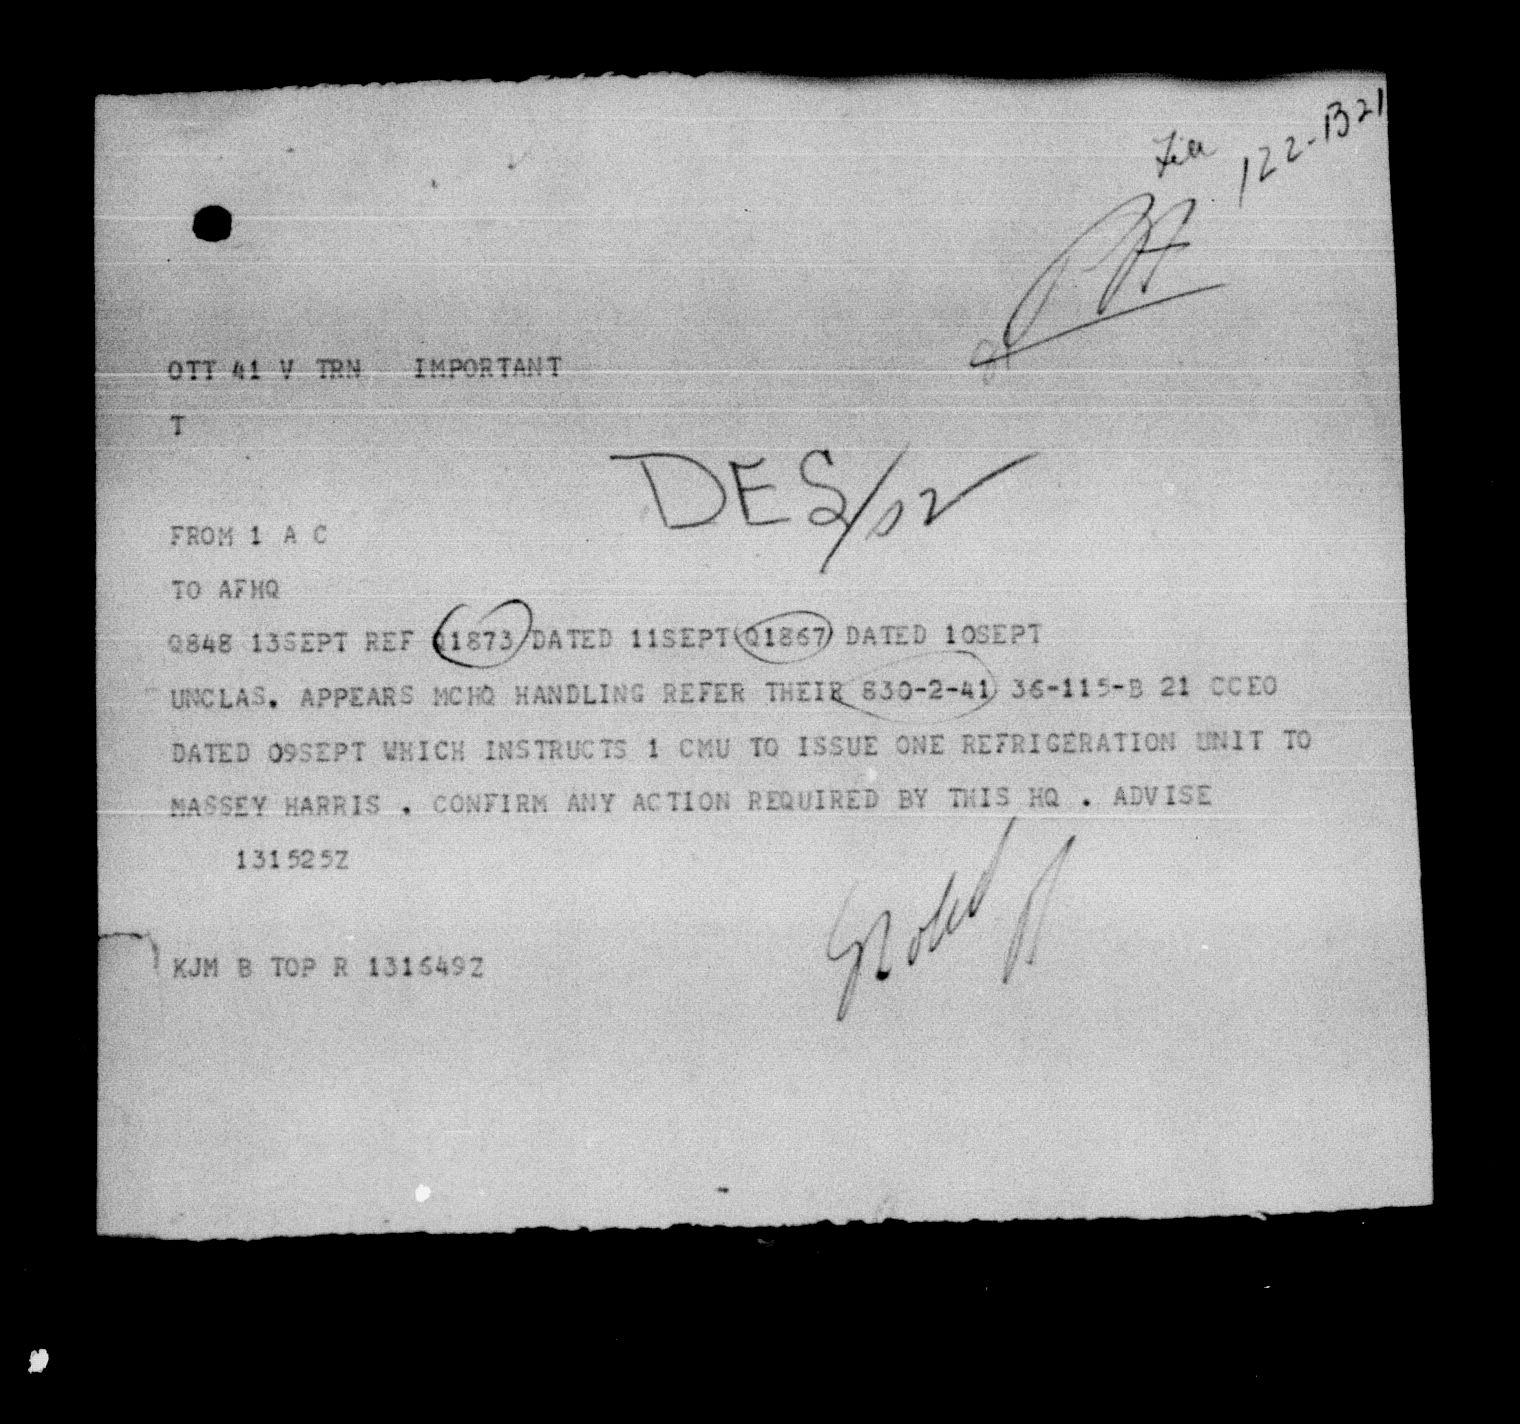 File 122-B21
OTT 41 V TRN IMPORTANT
T
DES/s2
FROM 1 A C
TO AFHQ
Q848 13SEPT REF Q1873 DATED 11SEPT Q1867 DATED 10SEPT
UNCLAS. APPEARS MCHQ HANDLING REFER THEIR 830-2-41 36-115-B 21 CCEO
DATED 09SEPT WHICH INSTRUCTS 1 CMU TO ISSUE ONE REFRIGERATION UNIT TO
MASSEY HARRIS . CONFIRM ANY ACTION REQUIRED BY THIS HQ . ADVISE
131525Z
KJM B TOP R 131649Z